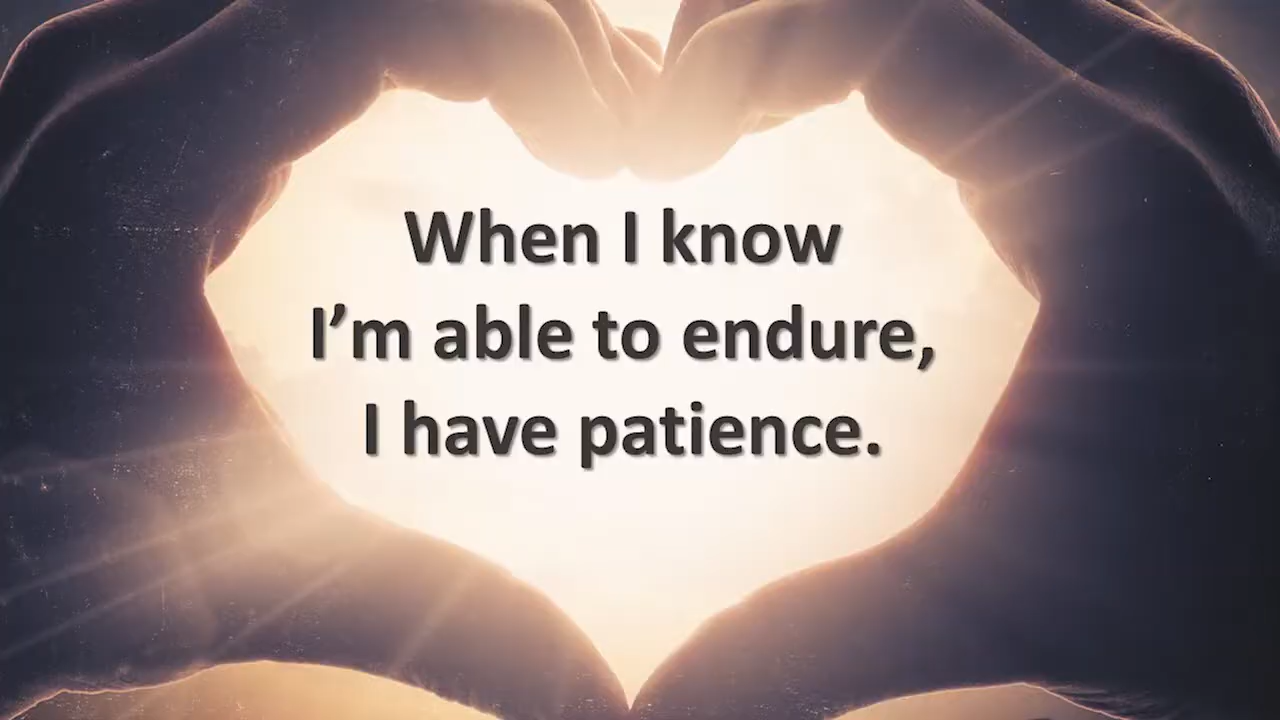 When I know
I’m able to endure,
I have patience.